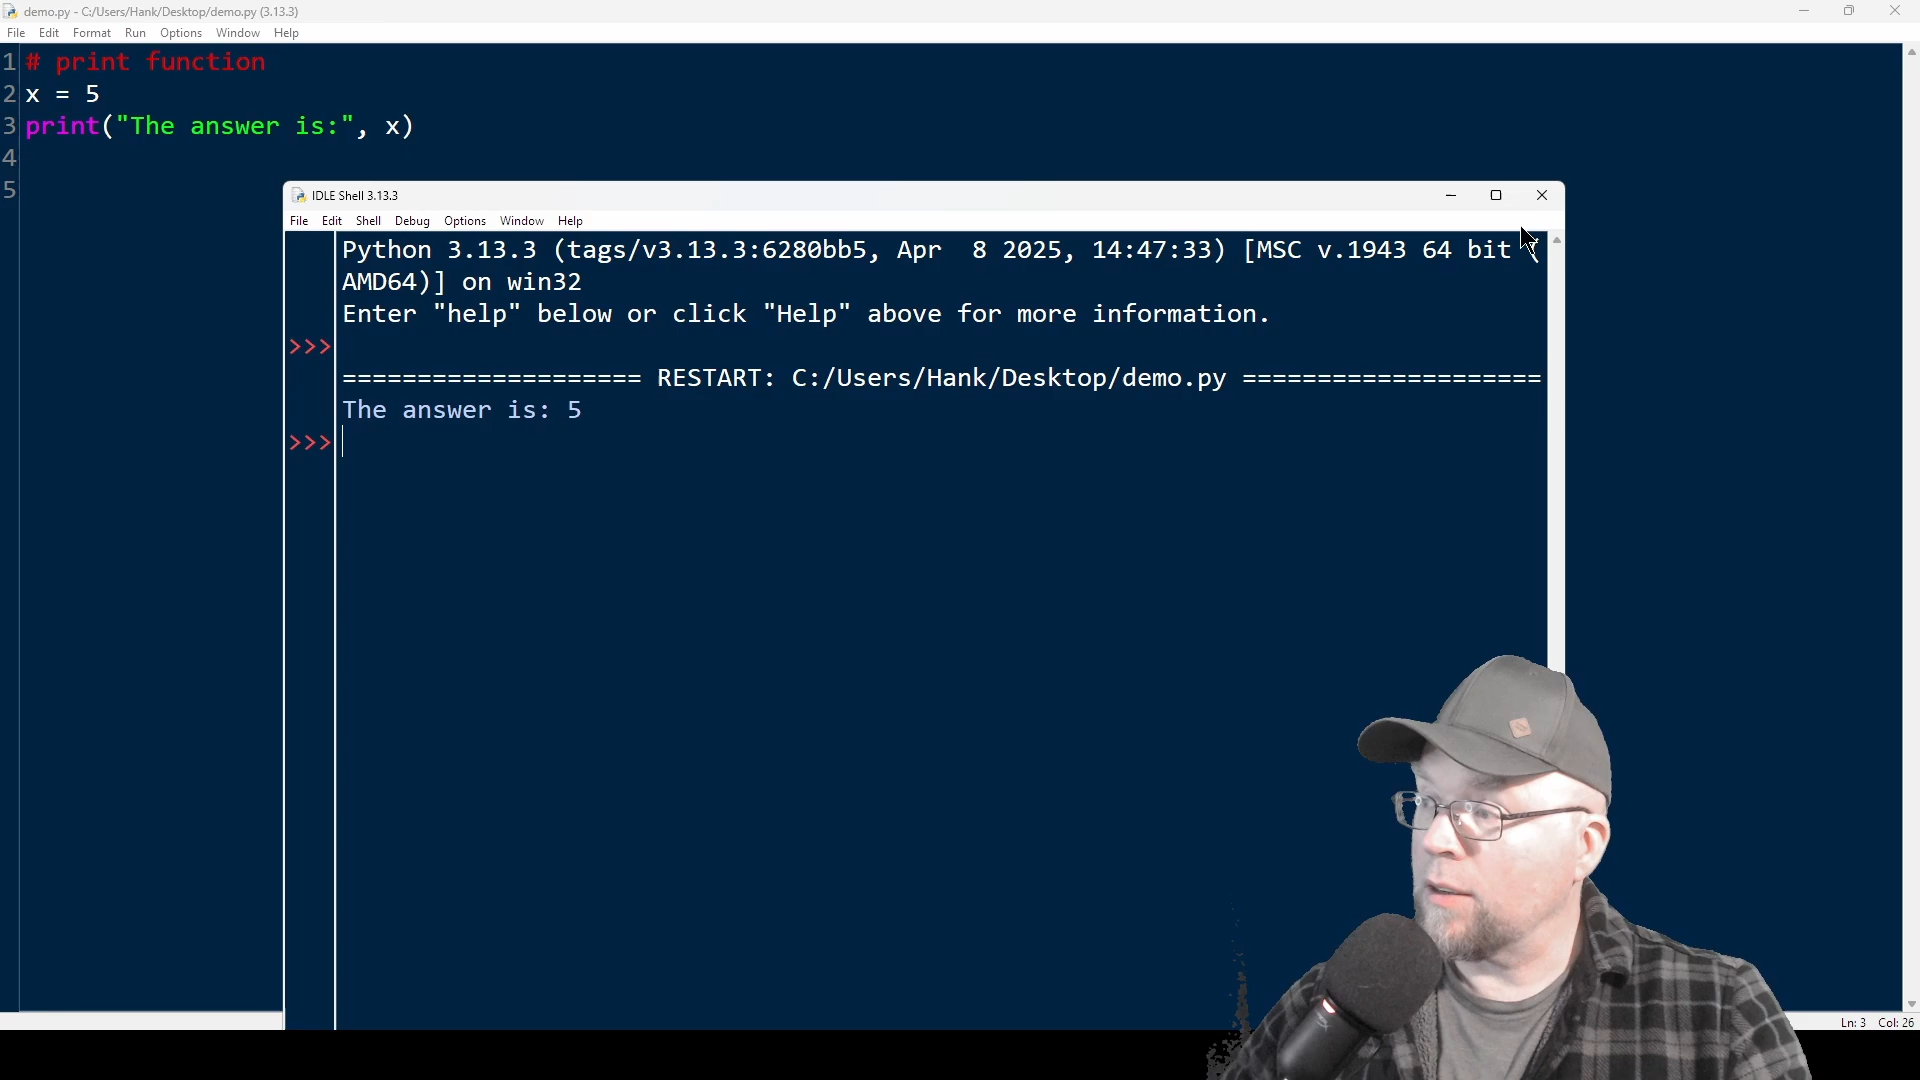 demo.py - C:/Users/Hank/Desktop/demo.py (3.13.3)
File Edit Format Run Options Window Help
1 # print function
2 x = 5
3 print("The answer is:", x)
4
5
IDLE Shell 3.13.3
File Edit Shell Debug Options Window Help
Python 3.13.3 (tags/v3.13.3:6280bb5, Apr  8 2025, 14:47:33) [MSC v.1943 64 bit (
AMD64)] on win32
Enter "help" below or click "Help" above for more information.
>>>
==================== RESTART: C:/Users/Hank/Desktop/demo.py ====================
The answer is: 5
>>>
Ln: 3 Col: 26